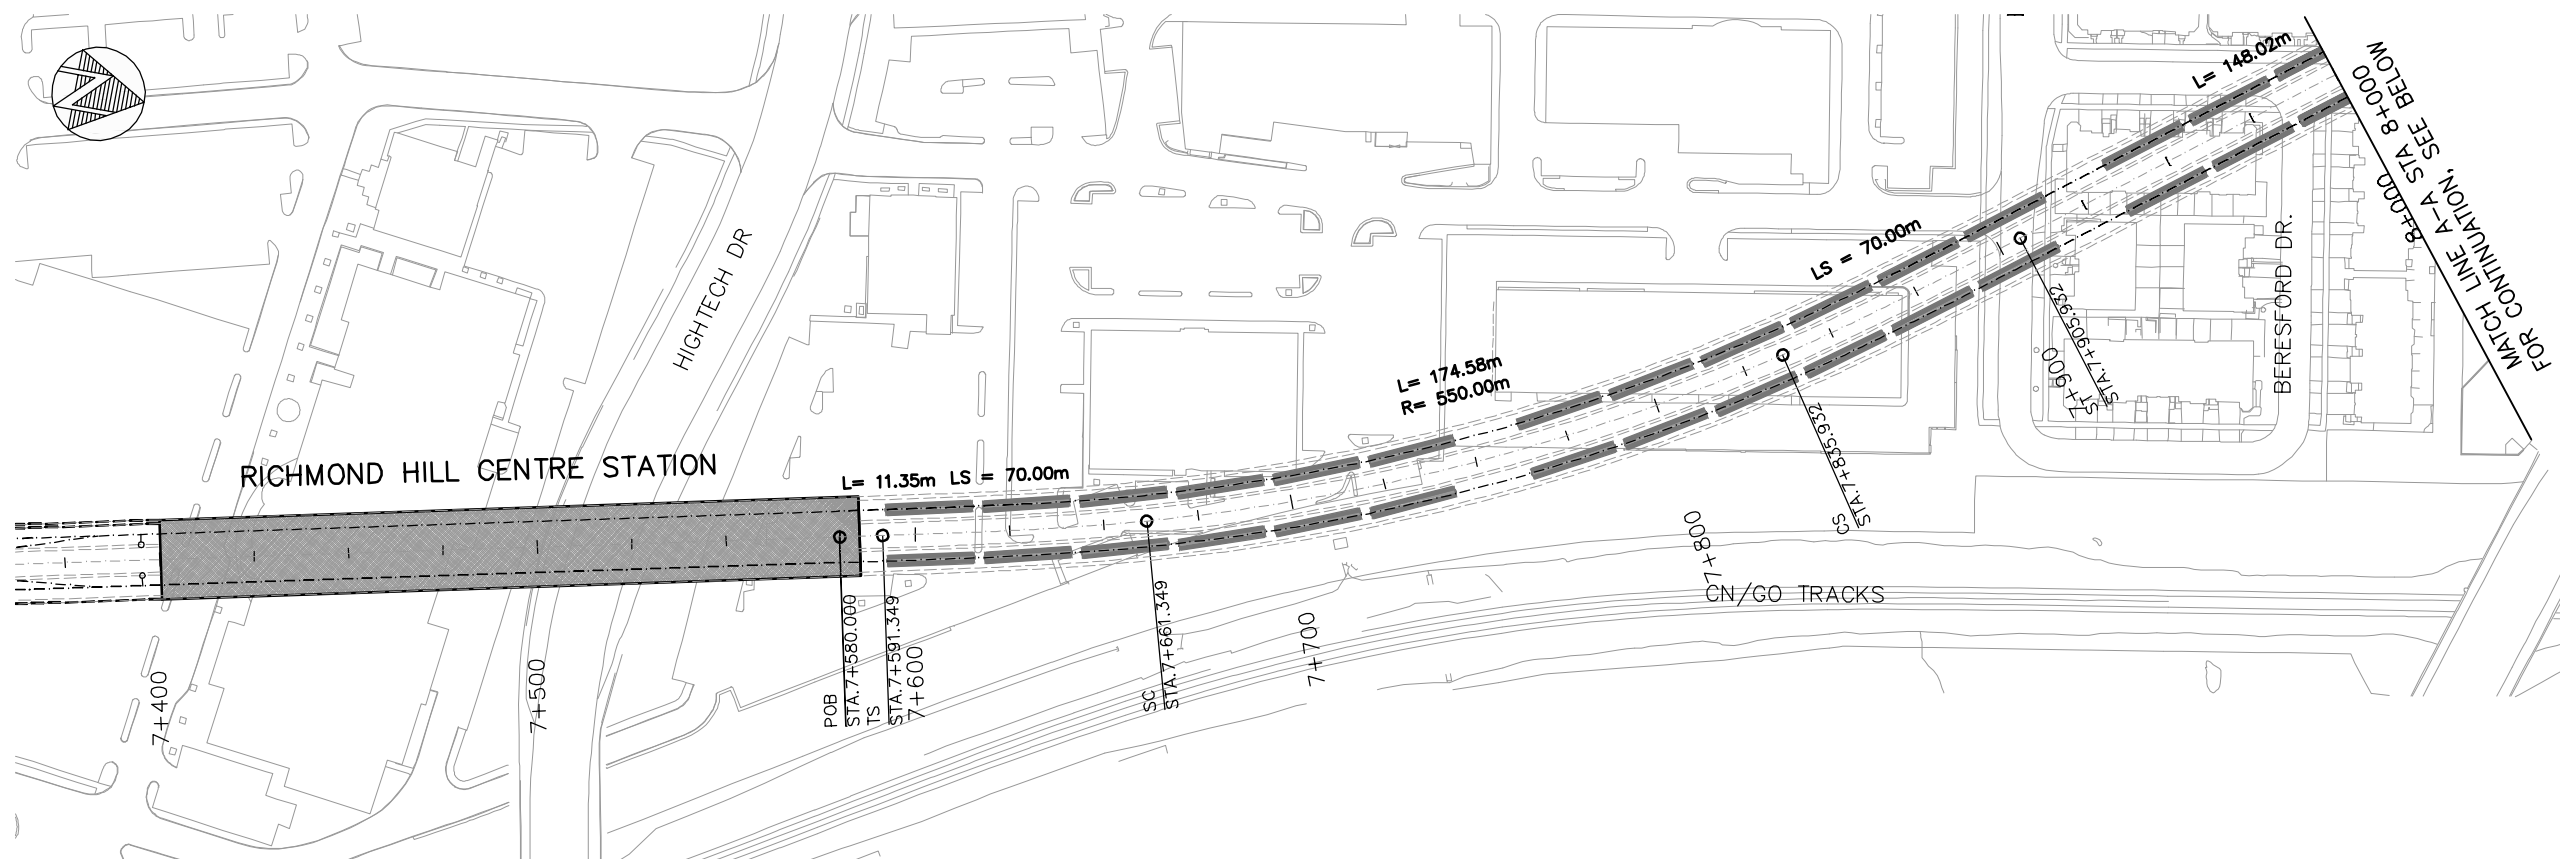 L= 148.02m
MATCH LINE A-A STA 8+000
FOR CONTINUATION, SEE BELOW
8+000
LS = 70.00m
HIGHTECH DR
BERESFORD DR.
ST
STA.7+905.932
7+900
L= 174.58m
R= 550.00m
CS
STA.7+835.932
RICHMOND HILL CENTRE STATION
L= 11.35m
LS = 70.00m
7+800
CN/GO TRACKS
7+400
7+500
POB
STA.7+580.000
TS
STA.7+591.349
7+600
SC
STA.7+661.349
7+700